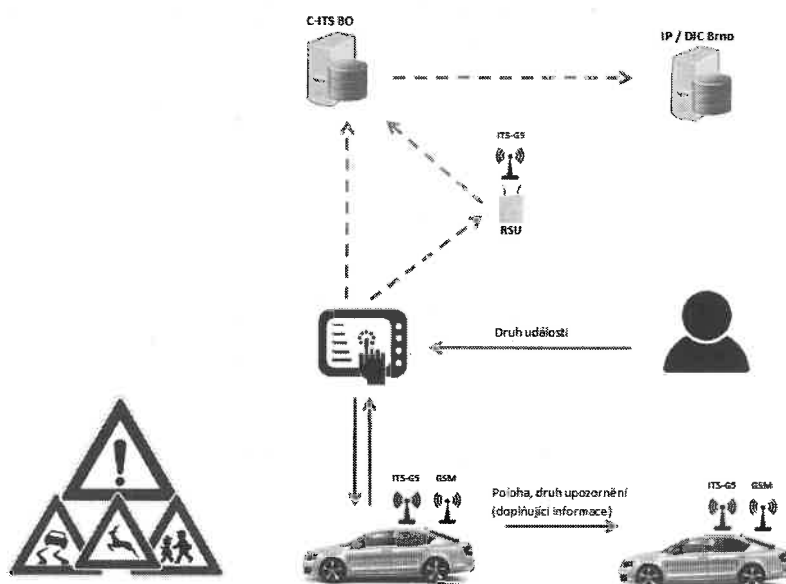 C-ITS BO
IP / DIC Brno
ITS-G5
RSU
Druh události
ITS-G5
GSM
Poloha, druh upozornění
(doplňující informace)
ITS-G5
GSM